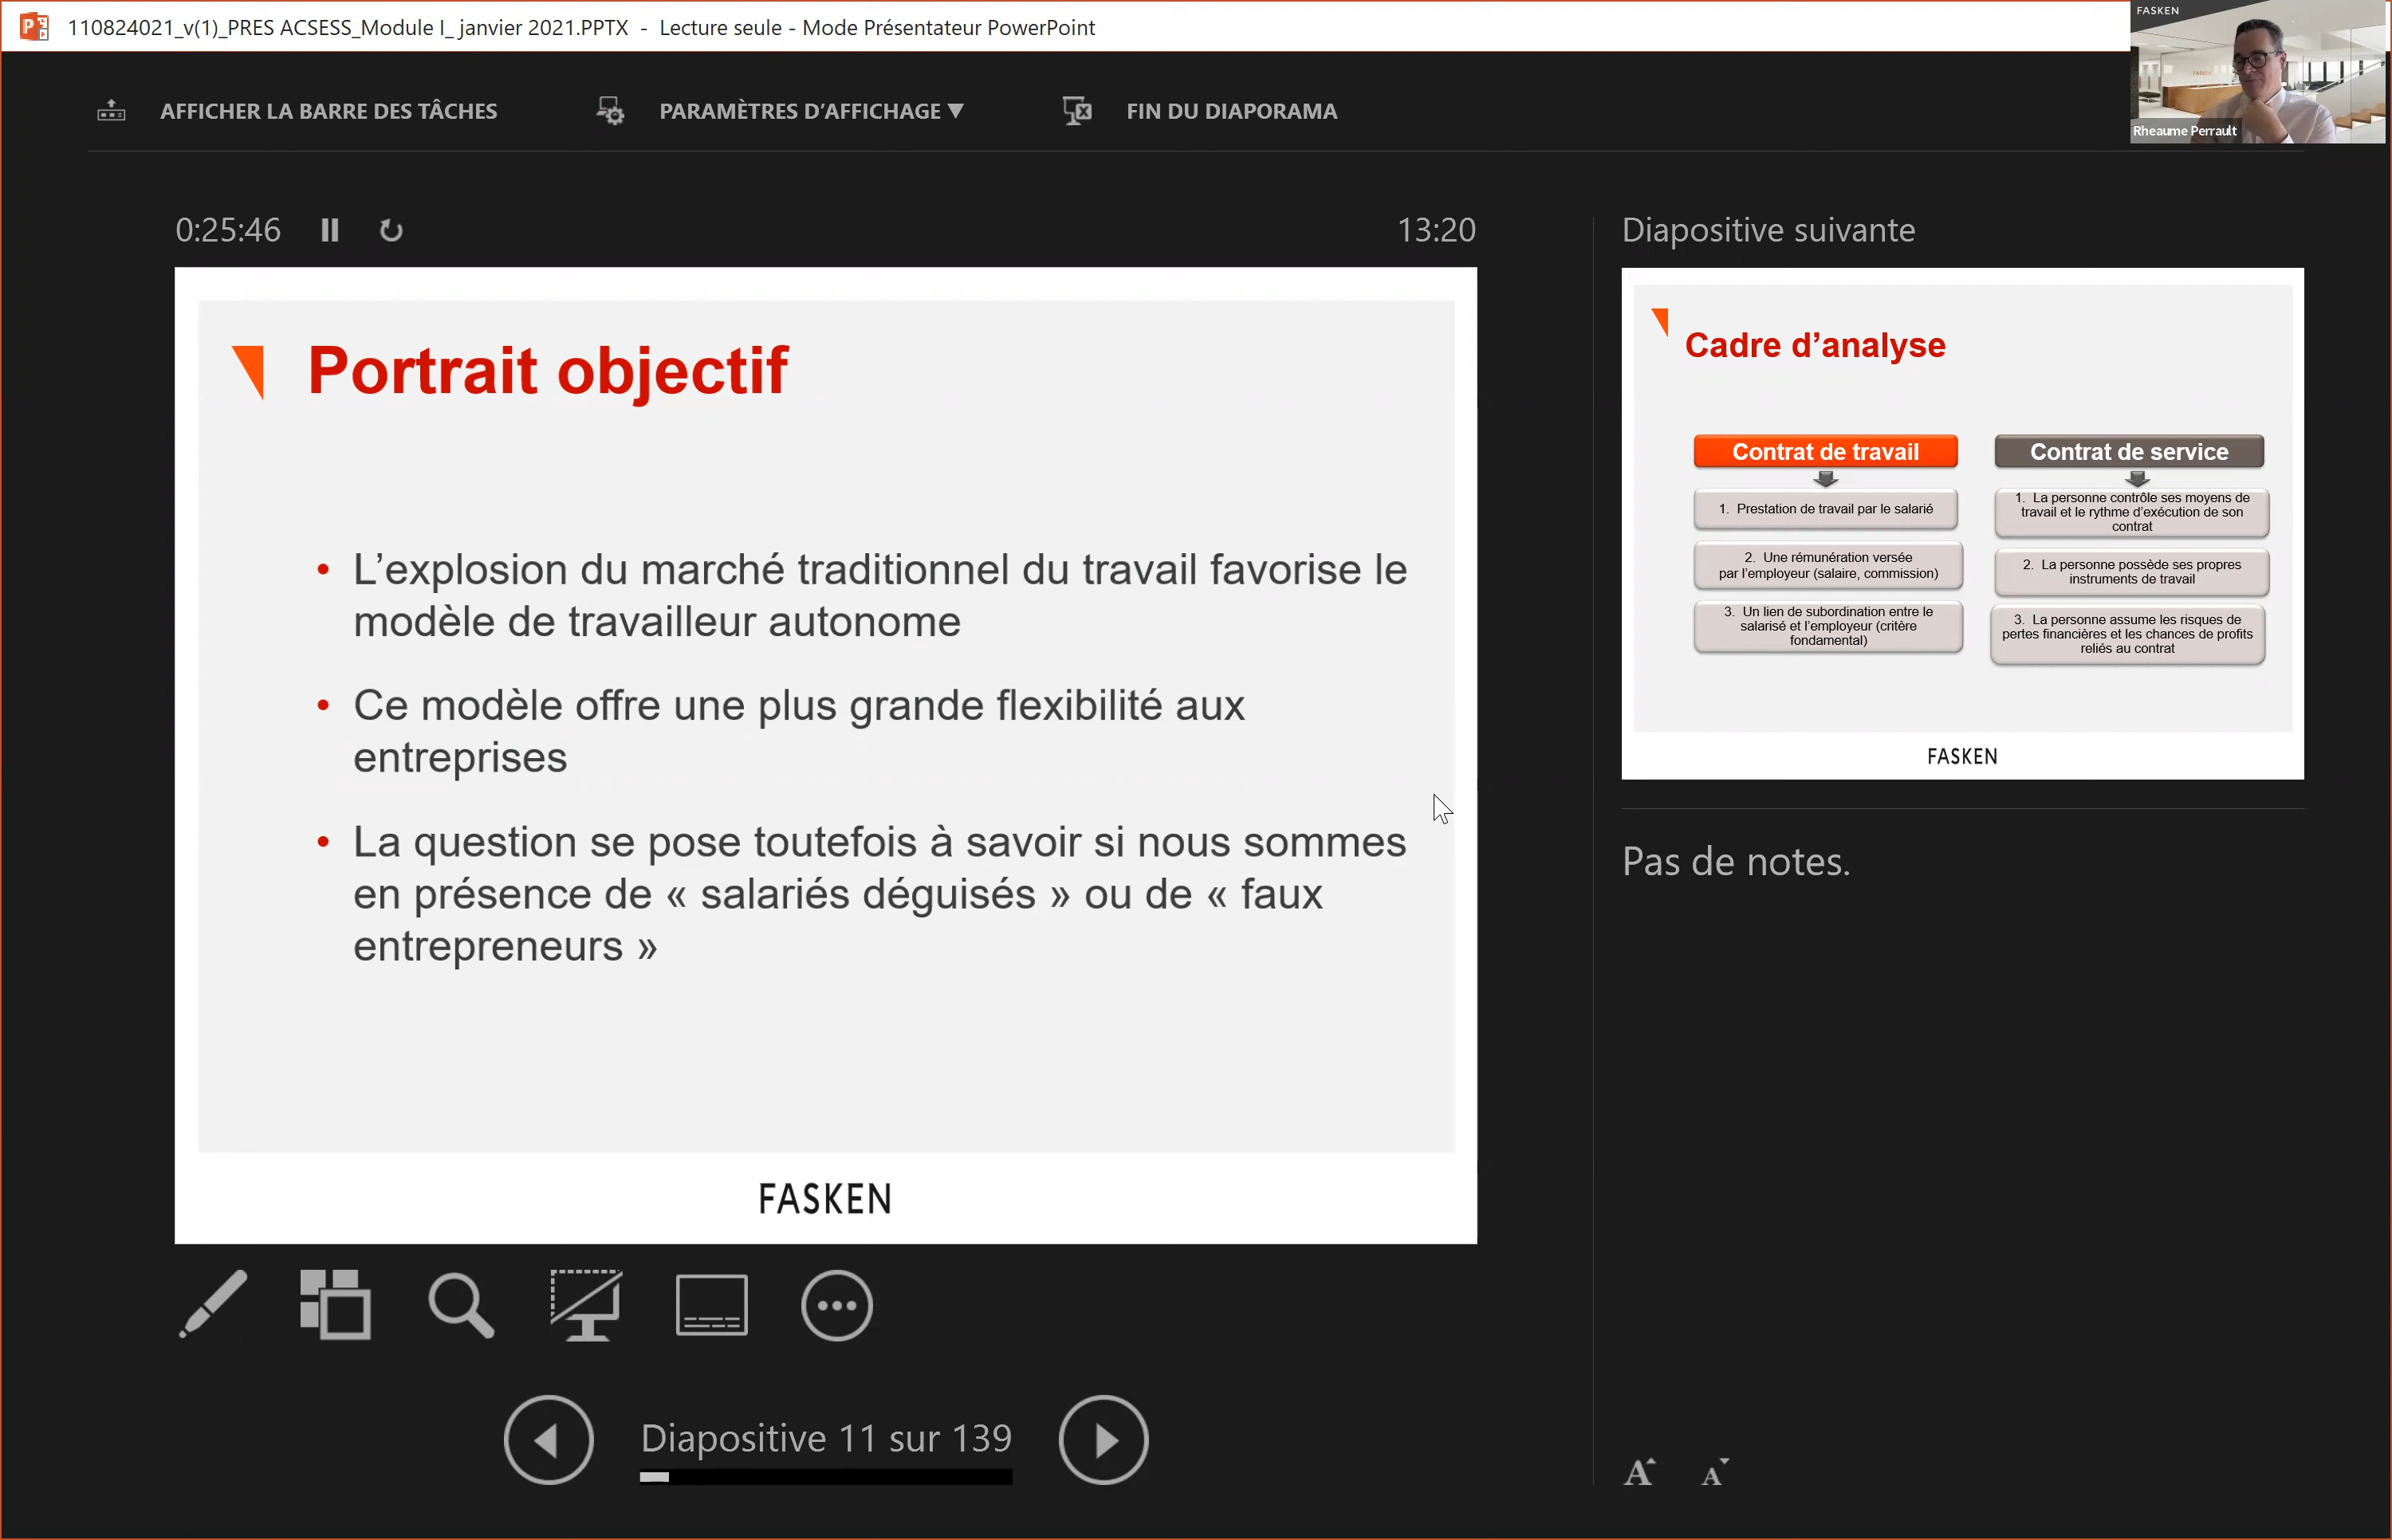 110824021_v(1)_PRES ACSESS_Module I_ janvier 2021.PPTX - Lecture seule - Mode Présentateur PowerPoint
FASKEN
Rheaume Perrault
AFFICHER LA BARRE DES TÂCHES
PARAMÈTRES D'AFFICHAGE ▼
FIN DU DIAPORAMA
0:25:46
13:20
Portrait objectif
• L'explosion du marché traditionnel du travail favorise le
modèle de travailleur autonome
• Ce modèle offre une plus grande flexibilité aux
entreprises
• La question se pose toutefois à savoir si nous sommes
en présence de « salariés déguisés » ou de « faux
entrepreneurs »
FASKEN
Diapositive 11 sur 139
Diapositive suivante
Cadre d'analyse
Contrat de travail
1. Prestation de travail par le salarié
2. Une rémunération versée
par l'employeur (salaire, commission)
3. Un lien de subordination entre le
salarisé et l'employeur (critère
fondamental)
Contrat de service
1. La personne contrôle ses moyens de
travail et le rythme d'exécution de son
contrat
2. La personne possède ses propres
instruments de travail
3. La personne assume les risques de
pertes financières et les chances de profits
reliés au contrat
FASKEN
Pas de notes.
A A